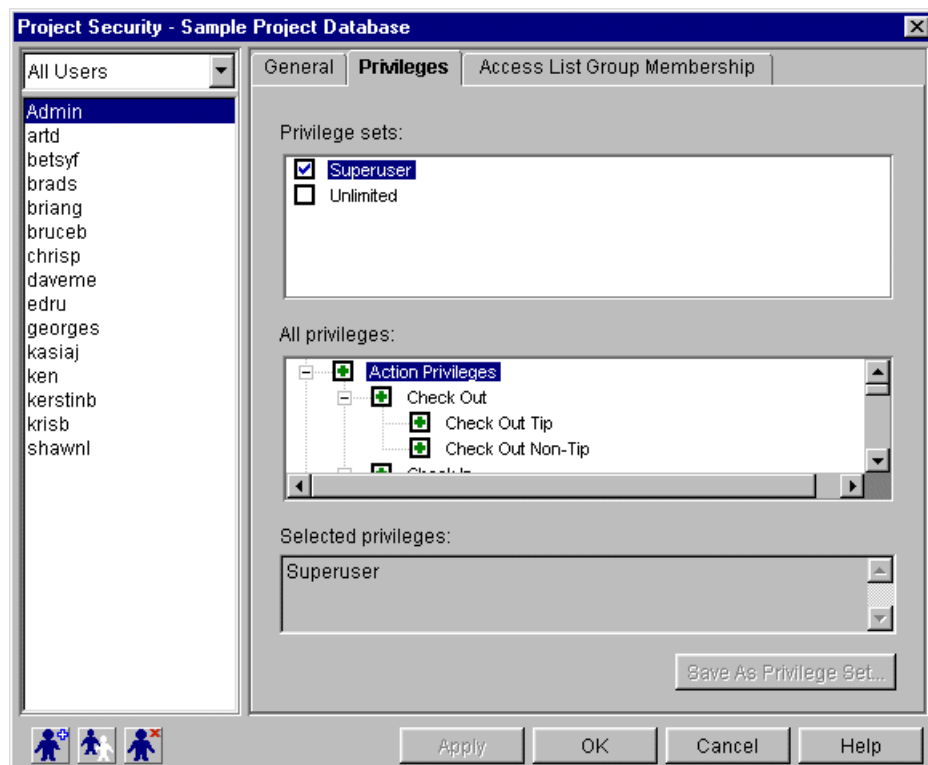 Project Security - Sample Project Database
All Users
Admin
artd
betsyf
brads
briang
bruceb
chrisp
daveme
edru
georges
kasiaj
ken
kerstinb
krisb
shawnl
General
Privileges
Access List Group Membership
Privilege sets:
Superuser
Unlimited
All privileges:
Action Privileges
Check Out
Check Out Tip
Check Out Non-Tip
Check In
Selected privileges:
Superuser
Save As Privilege Set...
Apply
OK
Cancel
Help